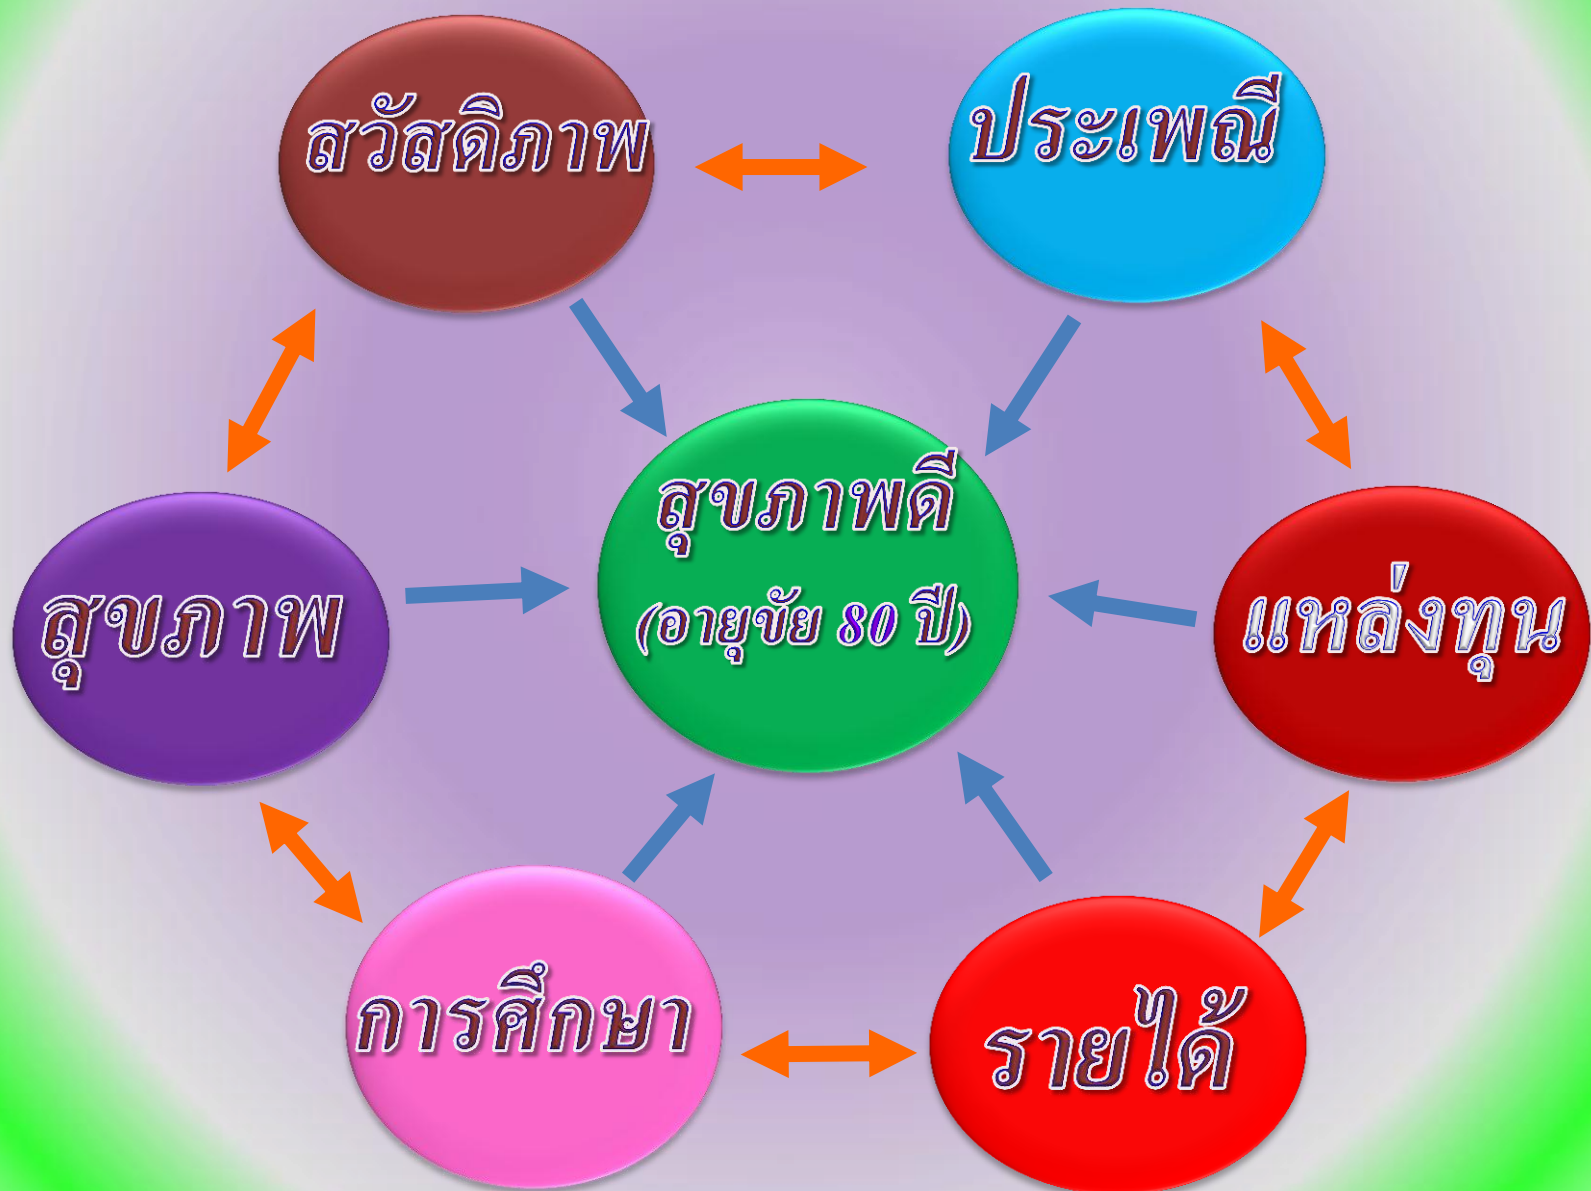 สวัสดิภาพ
ประเพณี
สุขภาพดี
(อายุขัย 80 ปี)
สุขภาพ
แหล่งทุน
การศึกษา
รายได้